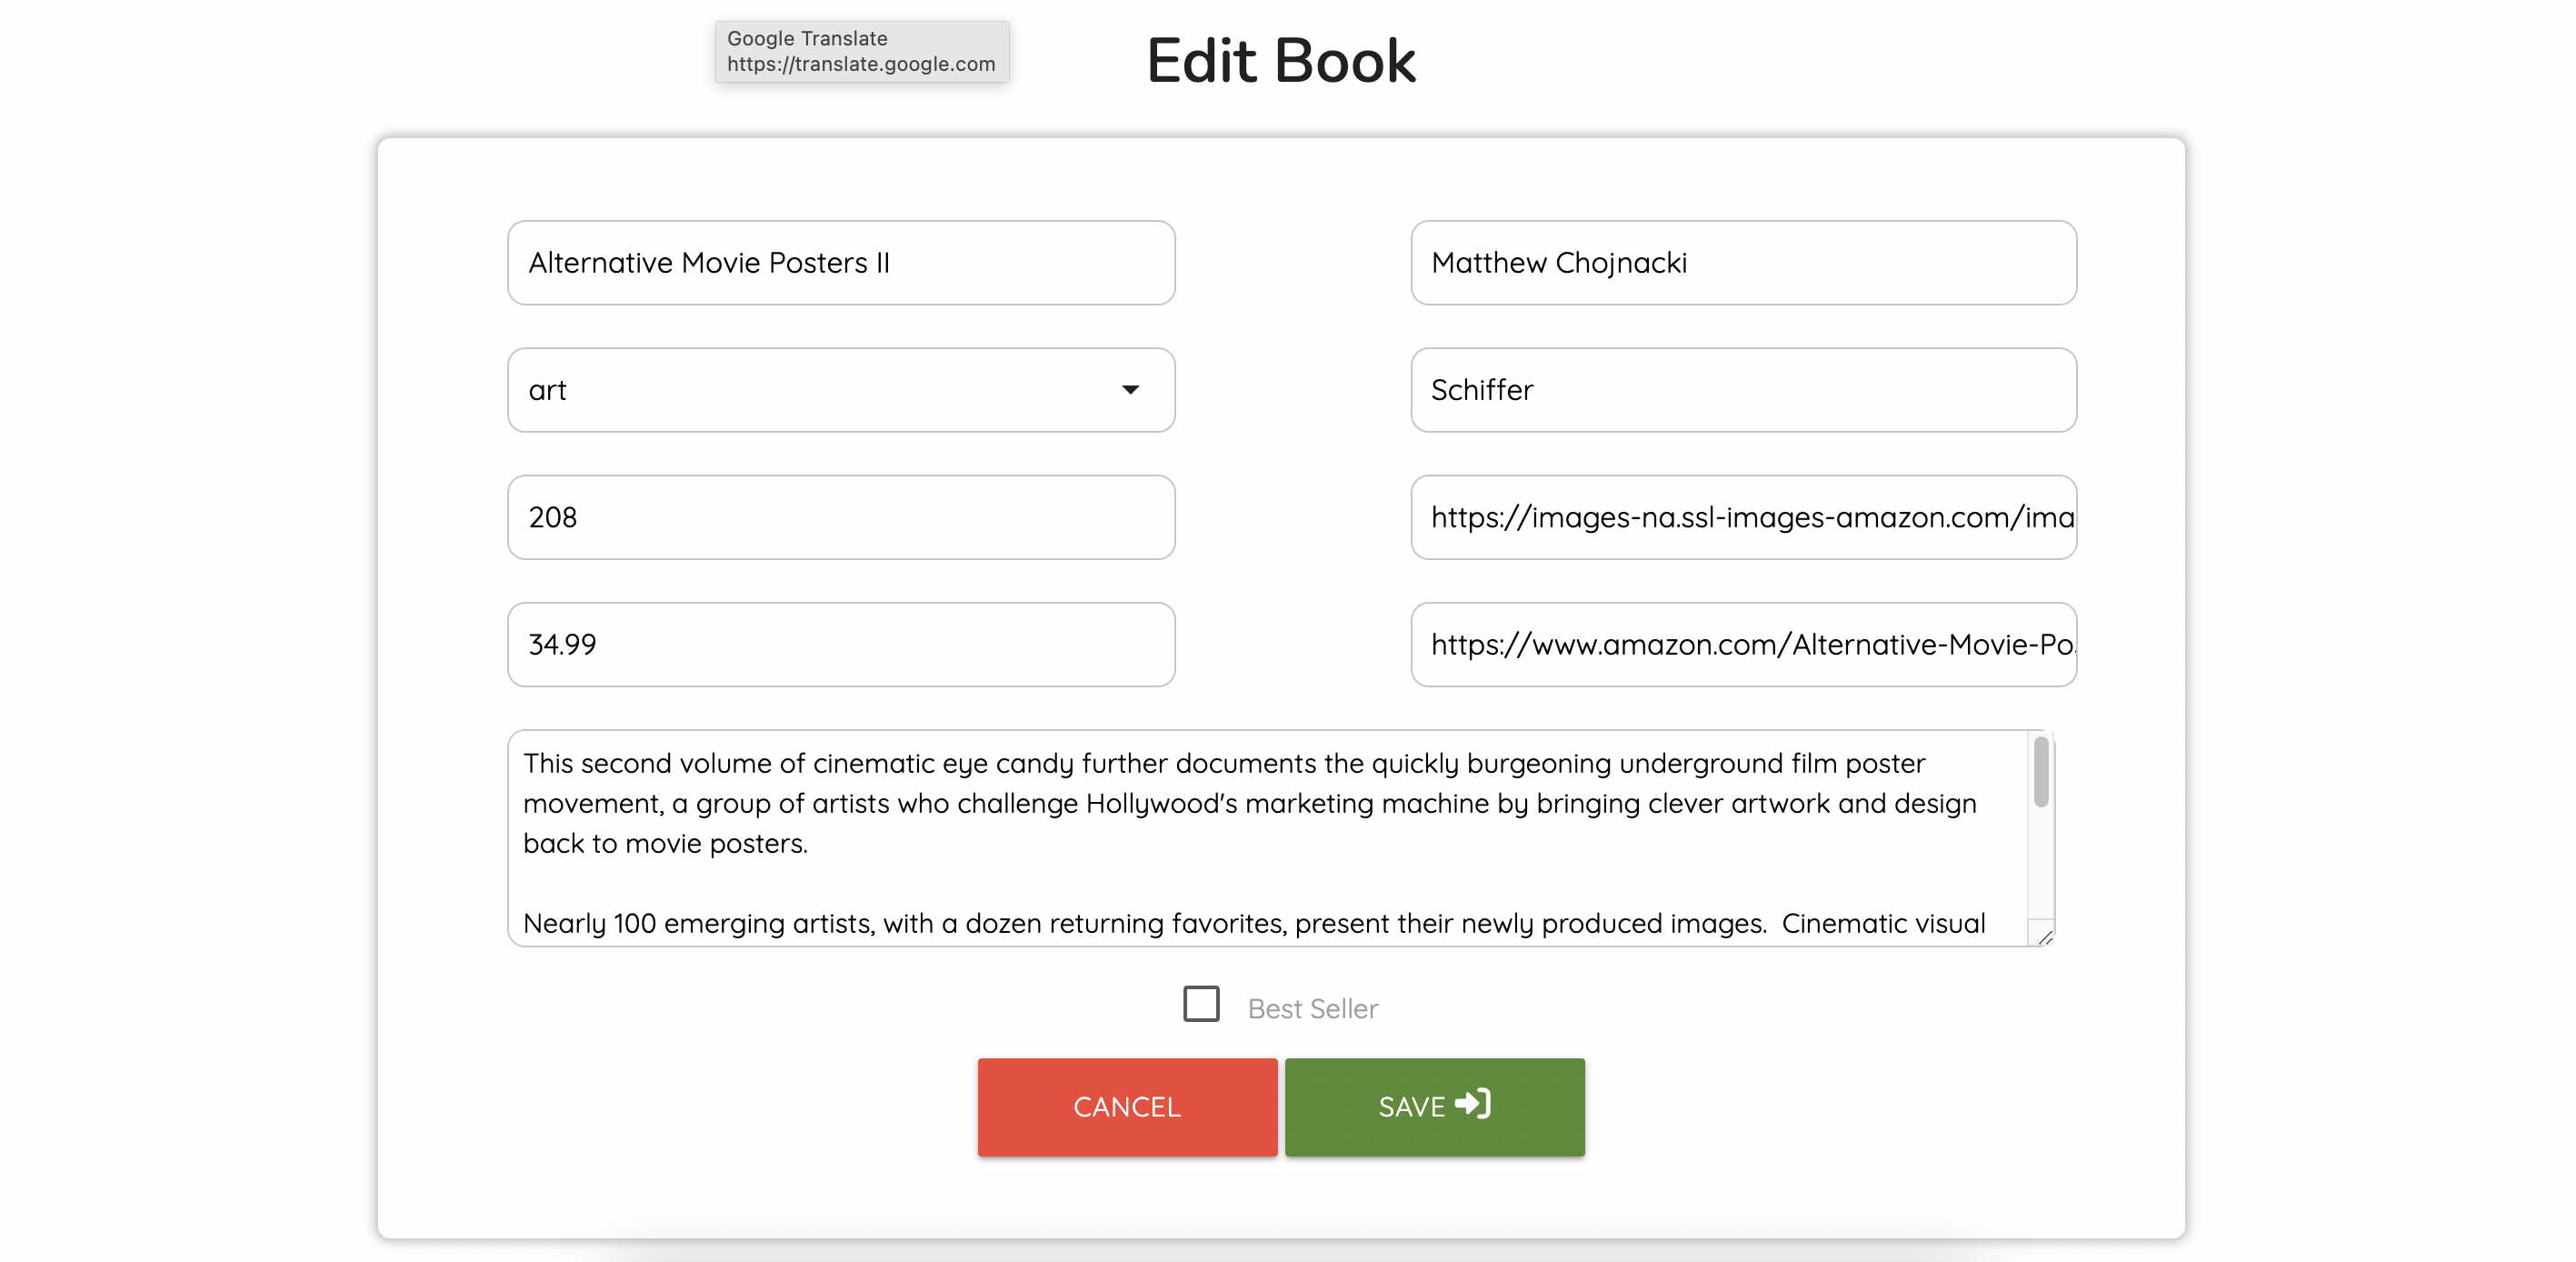 Google Translate
https://translate.google.com
Edit Book
Alternative Movie Posters II
Matthew Chojnacki
art
Schiffer
208
https://images-na.ssl-images-amazon.com/ima
34.99
https://www.amazon.com/Alternative-Movie-Po
This second volume of cinematic eye candy further documents the quickly burgeoning underground film poster
movement, a group of artists who challenge Hollywood's marketing machine by bringing clever artwork and design
back to movie posters.
Nearly 100 emerging artists, with a dozen returning favorites, present their newly produced images.  Cinematic visual
Best Seller
CANCEL
SAVE